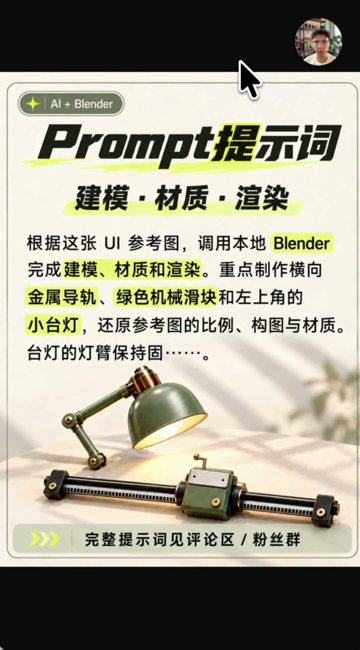 AI + Blender
Prompt提示词
建模·材质·渲染
根据这张 UI 参考图，调用本地 Blender
完成建模、材质和渲染。重点制作横向
金属导轨、绿色机械滑块和左上角的
小台灯，还原参考图的比例、构图与材质。
台灯的灯臂保持固……。
完整提示词见评论区 / 粉丝群